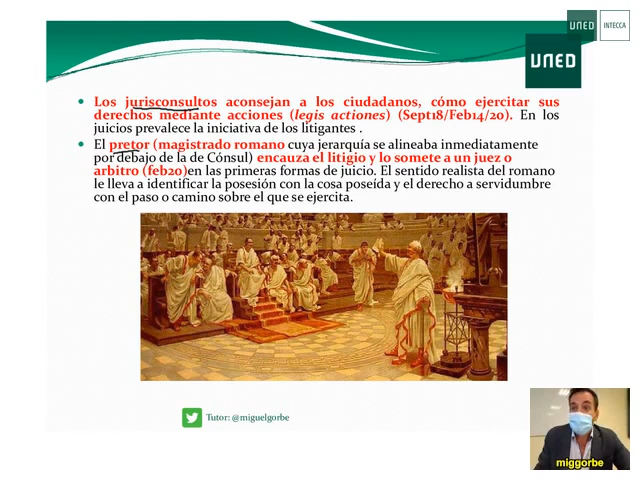 UNED
INTECCA
UNED
• Los jurisconsultos aconsejan a los ciudadanos, cómo ejercitar sus
derechos mediante acciones (legis actiones) (Sept18/Feb14/20). En los
juicios prevalece la iniciativa de los litigantes .
• El pretor (magistrado romano cuya jerarquía se alineaba inmediatamente
por debajo de la de Cónsul) encauza el litigio y lo somete a un juez o
arbitro (feb20)en las primeras formas de juicio. El sentido realista del romano
le lleva a identificar la posesión con la cosa poseída y el derecho a servidumbre
con el paso o camino sobre el que se ejercita.
Tutor: @miguelgorbe
miggorbe